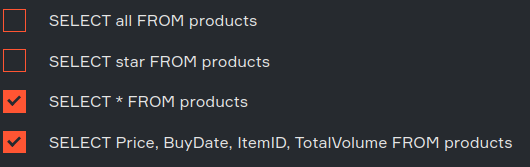 SELECT all FROM products
SELECT star FROM products
SELECT * FROM products
SELECT Price, BuyDate, ItemID, TotalVolume FROM products